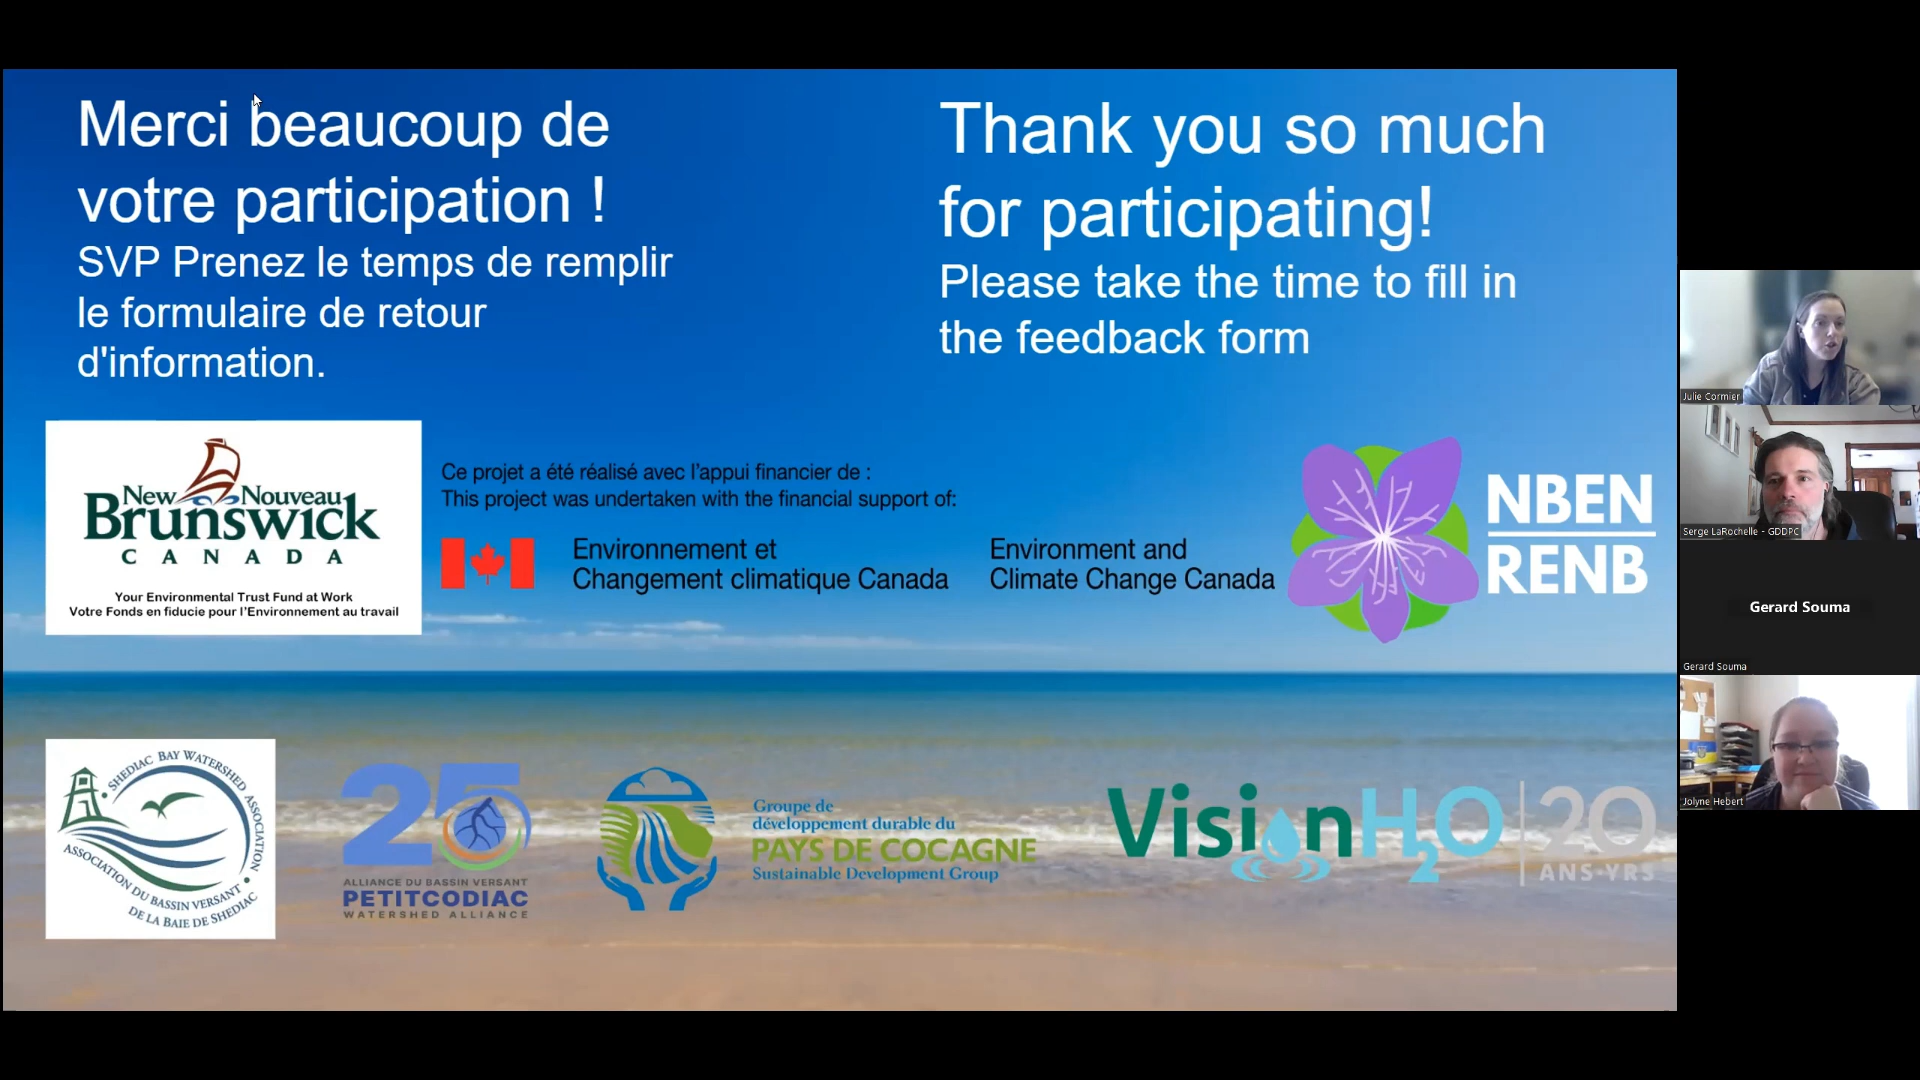 Merci beaucoup de
votre participation !
SVP Prenez le temps de remplir
le formulaire de retour
d'information.
Thank you so much
for participating!
Please take the time to fill in
the feedback form
New Nouveau
Brunswick
CANADA
Your Environmental Trust Fund at Work
Votre Fonds en fiducie pour l'Environnement au travail
Ce projet a été réalisé avec l'appui financier de :
This project was undertaken with the financial support of:
Environnement et
Changement climatique Canada
Environment and
Climate Change Canada
NBEN
RENB
SHEDIAC BAY WATERSHED ASSOCIATION
ASSOCIATION DU BASSIN VERSANT
DE LA BAIE DE SHEDIAC
25
ALLIANCE DU BASSIN VERSANT
PETITCODIAC
WATERSHED ALLIANCE
Groupe de
développement durable du
PAYS DE COCAGNE
Sustainable Development Group
VisionH2O
20
ANS·YRS
Julie Cormier
Serge LaRochelle - GDDPC
Gerard Souma
Gerard Souma
Jolyne Hebert